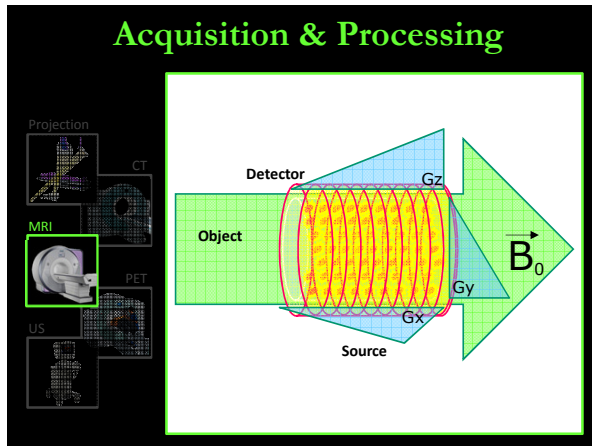 Acquisition & Processing
Projection
CT
MRI
PET
US
Detector
Object
Source
Gz
Gy
Gx
B0